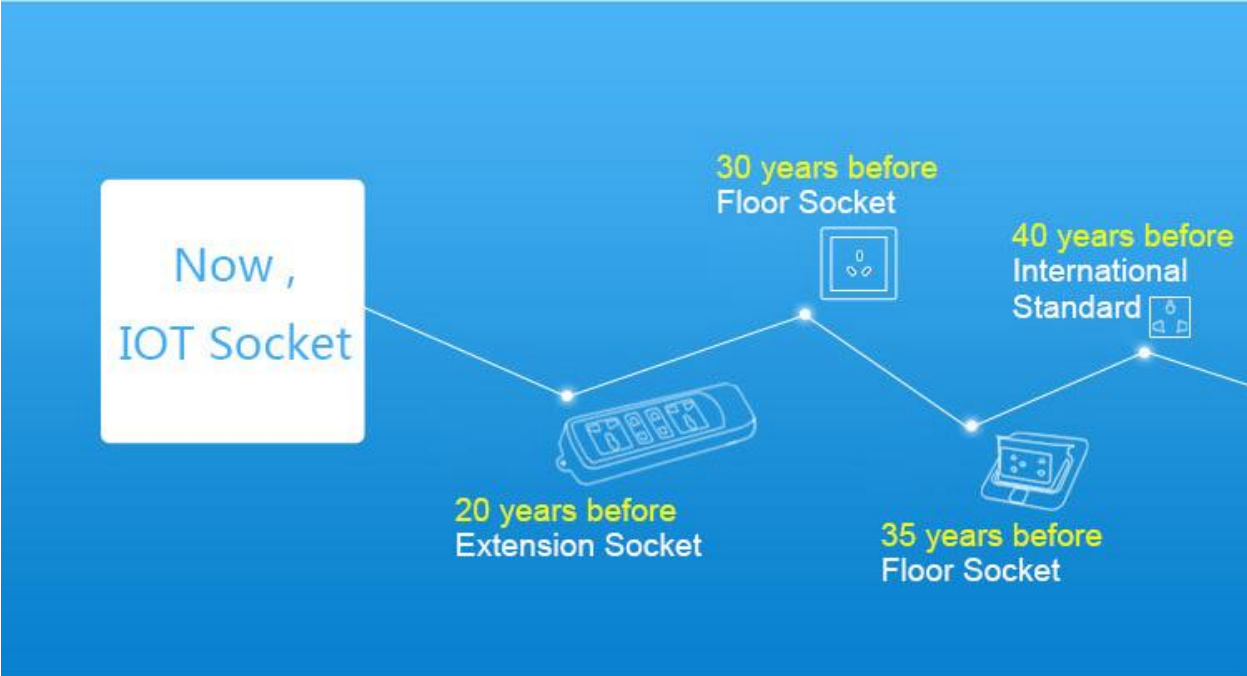 Now ,
IOT Socket
20 years before
Extension Socket
30 years before
Floor Socket
35 years before
Floor Socket
40 years before
International
Standard